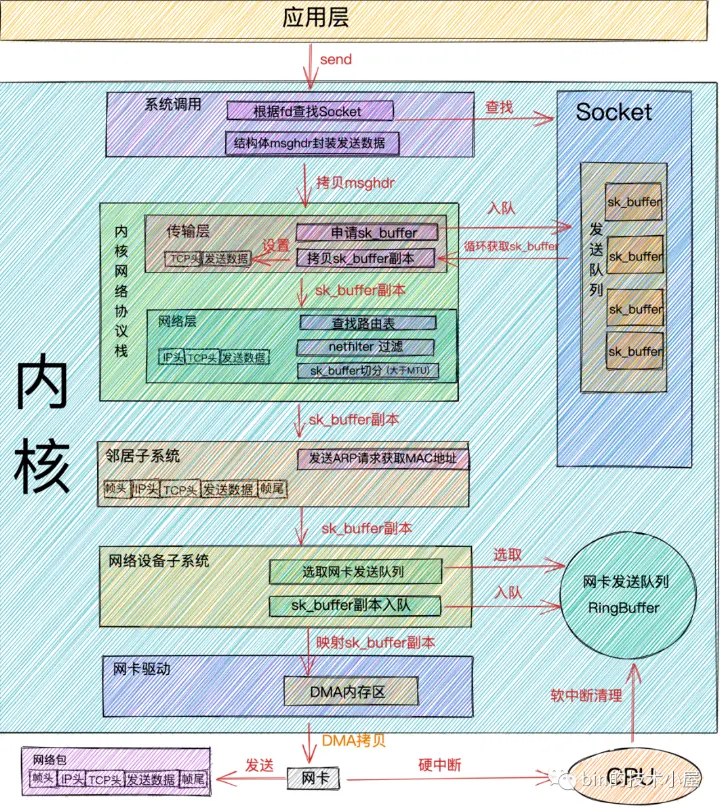 应用层
send
系统调用
根据fd查找Socket
结构体msghdr封装发送数据
查找
Socket
拷贝msghdr
内核网络协议栈
传输层
申请sk_buffer
拷贝sk_buffer副本
设置
TCP头 发送数据
入队
循环获取sk_buffer
发送队列
sk_buffer
sk_buffer
sk_buffer
sk_buffer
sk_buffer副本
网络层
查找路由表
netfilter 过滤
sk_buffer切分（大于MTU）
IP头 TCP头 发送数据
内核
sk_buffer副本
邻居子系统
发送ARP请求获取MAC地址
帧头 IP头 TCP头 发送数据 帧尾
sk_buffer副本
网络设备子系统
选取网卡发送队列
sk_buffer副本入队
选取
入队
网卡发送队列
RingBuffer
映射sk_buffer副本
网卡驱动
DMA内存区
软中断清理
DMA拷贝
网络包
帧头 IP头 TCP头 发送数据 帧尾
发送
网卡
硬中断
CPU
bin的技术小屋